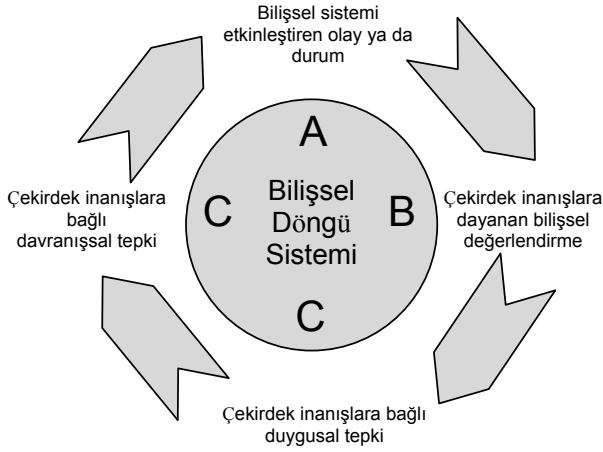 Bilişsel sistemi
etkinleştiren olay ya da
durum
A
Çekirdek inanışlara
bağlı
davranışsal tepki
C
Bilişsel
Döngü
Sistemi
B
Çekirdek inanışlara
dayanan bilişsel
değerlendirme
C
Çekirdek inanışlara bağlı
duygusal tepki